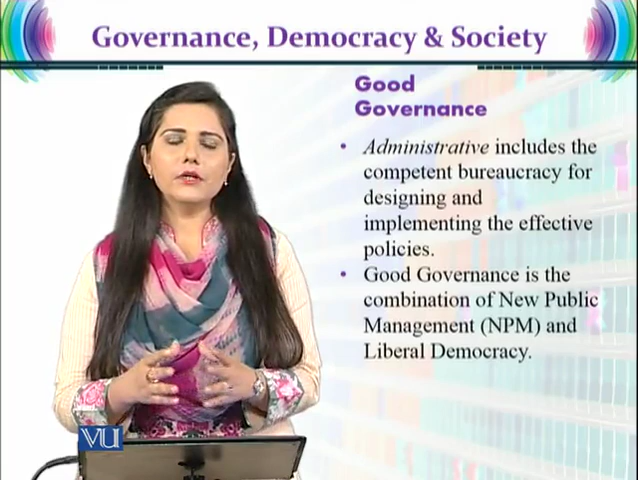 Governance, Democracy & Society
Good
Governance
• Administrative includes the
competent bureaucracy for
designing and
implementing the effective
policies.
• Good Governance is the
combination of New Public
Management (NPM) and
Liberal Democracy.
VU